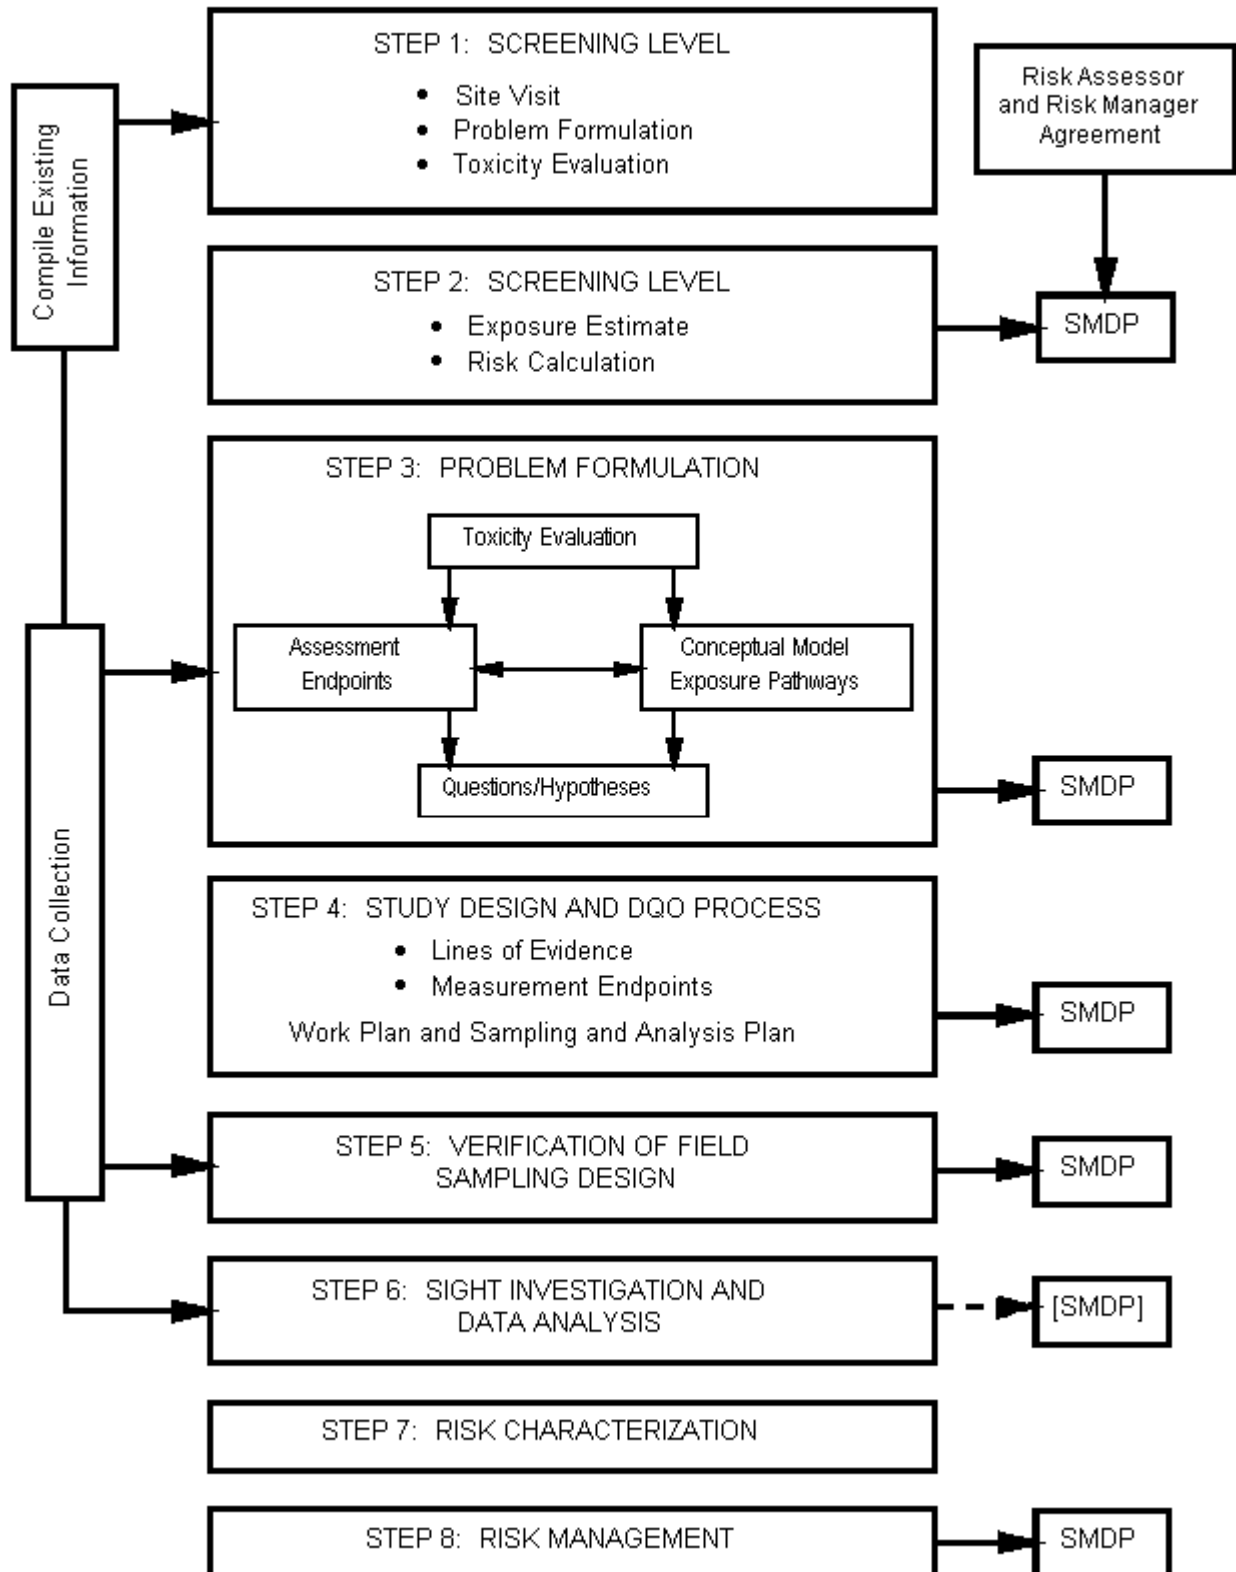 STEP 1: SCREENING LEVEL
• Site Visit
• Problem Formulation
• Toxicity Evaluation
Risk Assessor
and Risk Manager
Agreement
Compile Existing
Information
STEP 2: SCREENING LEVEL
• Exposure Estimate
• Risk Calculation
SMDP
STEP 3: PROBLEM FORMULATION
Toxicity Evaluation
Assessment
Endpoints
Conceptual Model
Exposure Pathways
Questions/Hypotheses
SMDP
Data Collection
STEP 4: STUDY DESIGN AND DQO PROCESS
• Lines of Evidence
• Measurement Endpoints
Work Plan and Sampling and Analysis Plan
SMDP
STEP 5: VERIFICATION OF FIELD
SAMPLING DESIGN
SMDP
STEP 6: SIGHT INVESTIGATION AND
DATA ANALYSIS
[SMDP]
STEP 7: RISK CHARACTERIZATION
STEP 8: RISK MANAGEMENT
SMDP